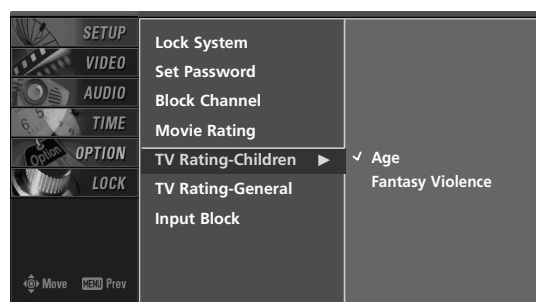 SETUP
VIDEO
AUDIO
TIME
Option OPTION
LOCK
Lock System
Set Password
Block Channel
Movie Rating
TV Rating-Children ▶
TV Rating-General
Input Block
✓ Age
Fantasy Violence
Move MENU Prev